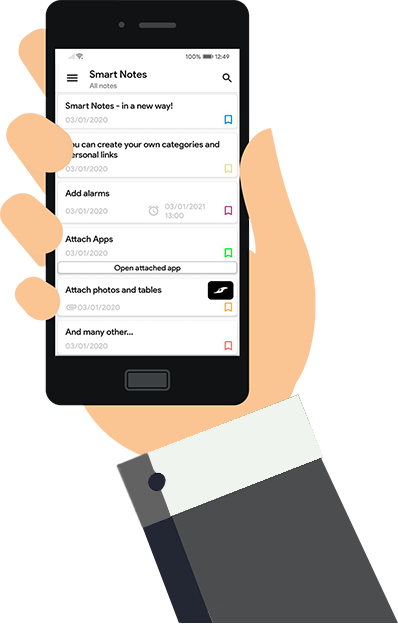 100% 12:49
Smart Notes
All notes
Smart Notes - in a new way!
03/01/2020
ou can create your own categories and
ersonal links
03/01/2020
Add alarms
03/01/2020
03/01/2021
13:00
Attach Apps
03/01/2020
Open attached app
Attach photos and tables
03/01/2020
And many other...
03/01/2020